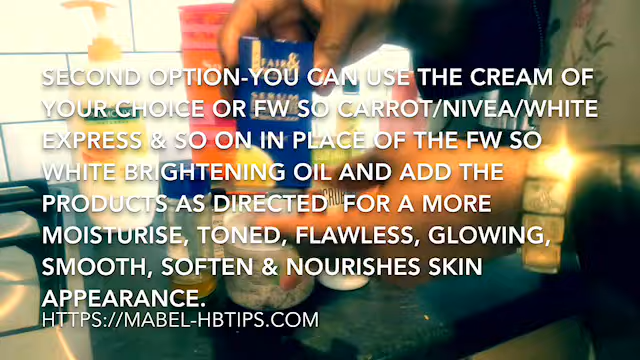 SECOND OPTION-YOU CAN USE THE CREAM OF
YOUR CHOICE OR FW SO CARROT/NIVEA/WHITE
EXPRESS & SO ON IN PLACE OF THE FW SO
WHITE BRIGHTENING OIL AND ADD THE
PRODUCTS AS DIRECTED FOR A MORE
MOISTURISE, TONED, FLAWLESS, GLOWING,
SMOOTH, SOFTEN & NOURISHES SKIN
APPEARANCE.
HTTPS://MABEL-HBTIPS.COM
FAIR &